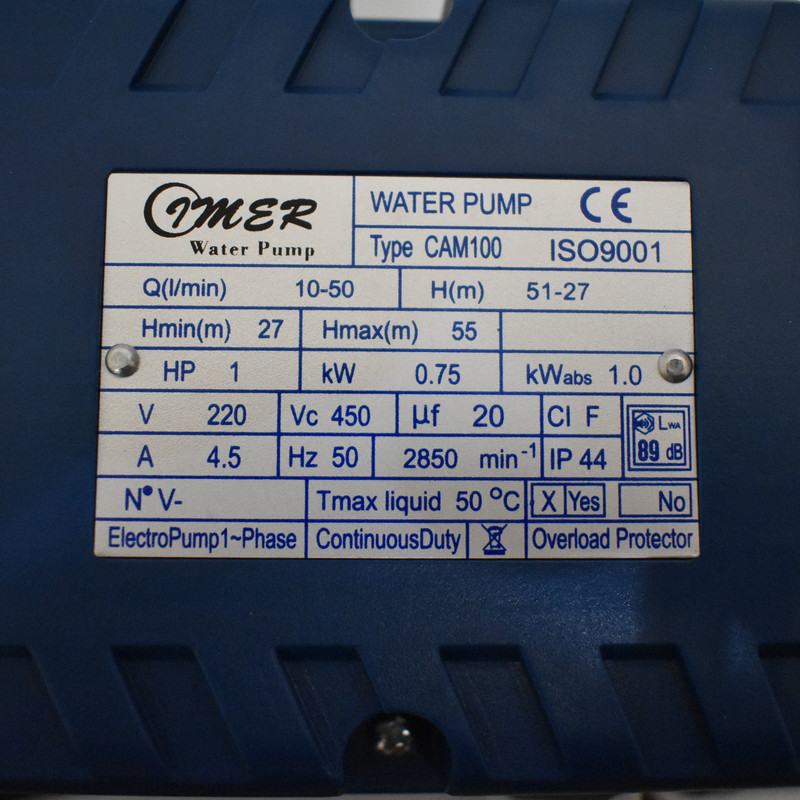 IMER
Water Pump
WATER PUMP CE
Type CAM100 ISO9001
Q(l/min) 10-50 H(m) 51-27
Hmin(m) 27 Hmax(m) 55
HP 1 kW 0.75 kWabs 1.0
V 220 Vc 450 µf 20 Cl F
LWA
89 dB
A 4.5 Hz 50 2850 min-1 IP 44
N° V- Tmax liquid 50 °C X Yes No
ElectroPump1~Phase ContinuousDuty Overload Protector